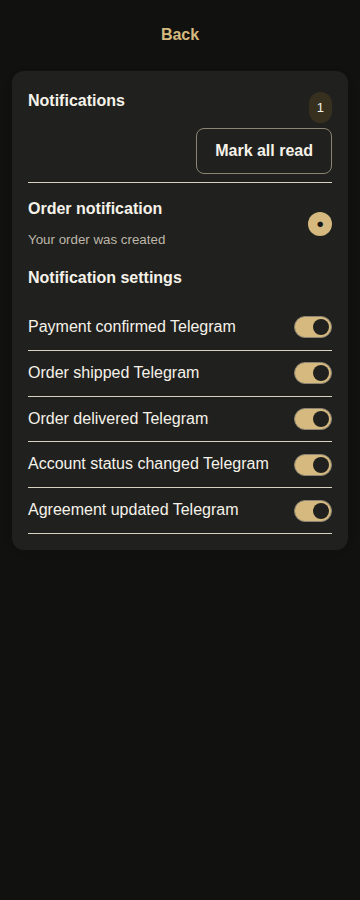 Back
Notifications
1
Mark all read
Order notification
Your order was created
Notification settings
Payment confirmed Telegram
Order shipped Telegram
Order delivered Telegram
Account status changed Telegram
Agreement updated Telegram